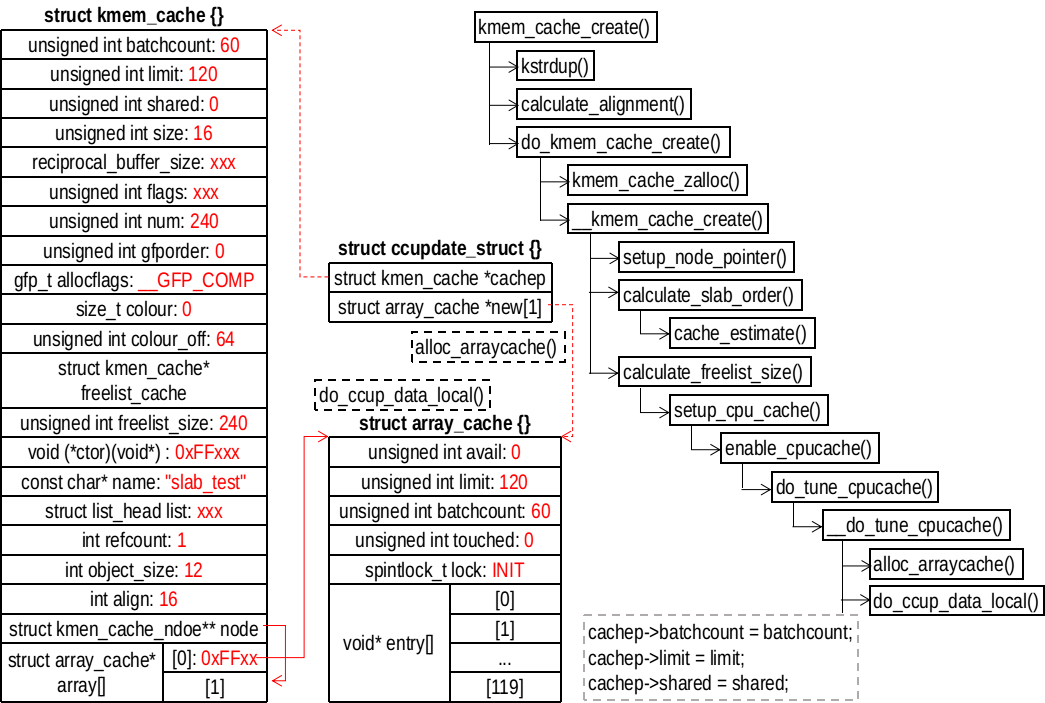 struct kmem_cache {}
unsigned int batchcount: 60
unsigned int limit: 120
unsigned int shared: 0
unsigned int size: 16
reciprocal_buffer_size: xxx
unsigned int flags: xxx
unsigned int num: 240
unsigned int gfporder: 0
gfp_t allocflags: __GFP_COMP
size_t colour: 0
unsigned int colour_off: 64
struct kmen_cache*
freelist_cache
unsigned int freelist_size: 240
void (*ctor)(void*) : 0xFFxxx
const char* name: "slab_test"
struct list_head list: xxx
int refcount: 1
int object_size: 12
int align: 16
struct kmen_cache_ndoe** node
struct array_cache*
array[]
[0]: 0xFFxx
[1]
struct ccupdate_struct {}
struct kmen_cache *cachep
struct array_cache *new[1]
alloc_arraycache()
do_ccup_data_local()
struct array_cache {}
unsigned int avail: 0
unsigned int limit: 120
unsigned int batchcount: 60
unsigned int touched: 0
spintlock_t lock: INIT
void* entry[]
[0]
[1]
...
[119]
kmem_cache_create()
kstrdup()
calculate_alignment()
do_kmem_cache_create()
kmem_cache_zalloc()
__kmem_cache_create()
setup_node_pointer()
calculate_slab_order()
cache_estimate()
calculate_freelist_size()
setup_cpu_cache()
enable_cpucache()
do_tune_cpucache()
__do_tune_cpucache()
alloc_arraycache()
do_ccup_data_local()
cachep->batchcount = batchcount;
cachep->limit = limit;
cachep->shared = shared;